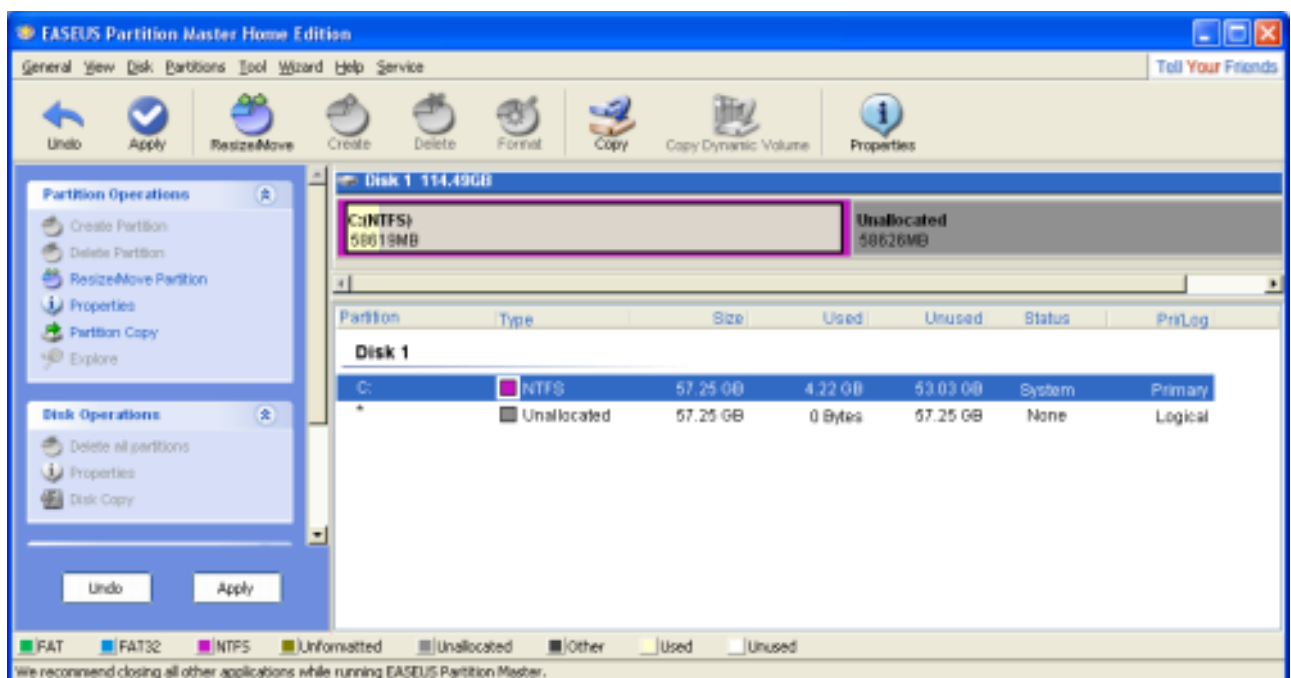 EASEUS Partition Master Home Edition
General View Disk Partitions Tool Wizard Help Service
Tell Your Friends
Undo Apply Resize/Move Create Delete Format Copy Copy Dynamic Volume Properties
Partition Operations
Create Partition
Delete Partition
Resize/Move Partition
Properties
Partition Copy
Explore
Disk Operations
Delete all partitions
Properties
Disk Copy
Undo Apply
Disk 1 114.49GB
C:(NTFS)
58619MB
Unallocated
58626MB
Partition Type Size Used Unused Status Pri/Log
Disk 1
C: NTFS 57.25 GB 4.22 GB 53.03 GB System Primary
* Unallocated 57.25 GB 0 Bytes 57.25 GB None Logical
FAT FAT32 NTFS Unformatted Unallocated Other Used Unused
We recommend closing all other applications while running EASEUS Partition Master.